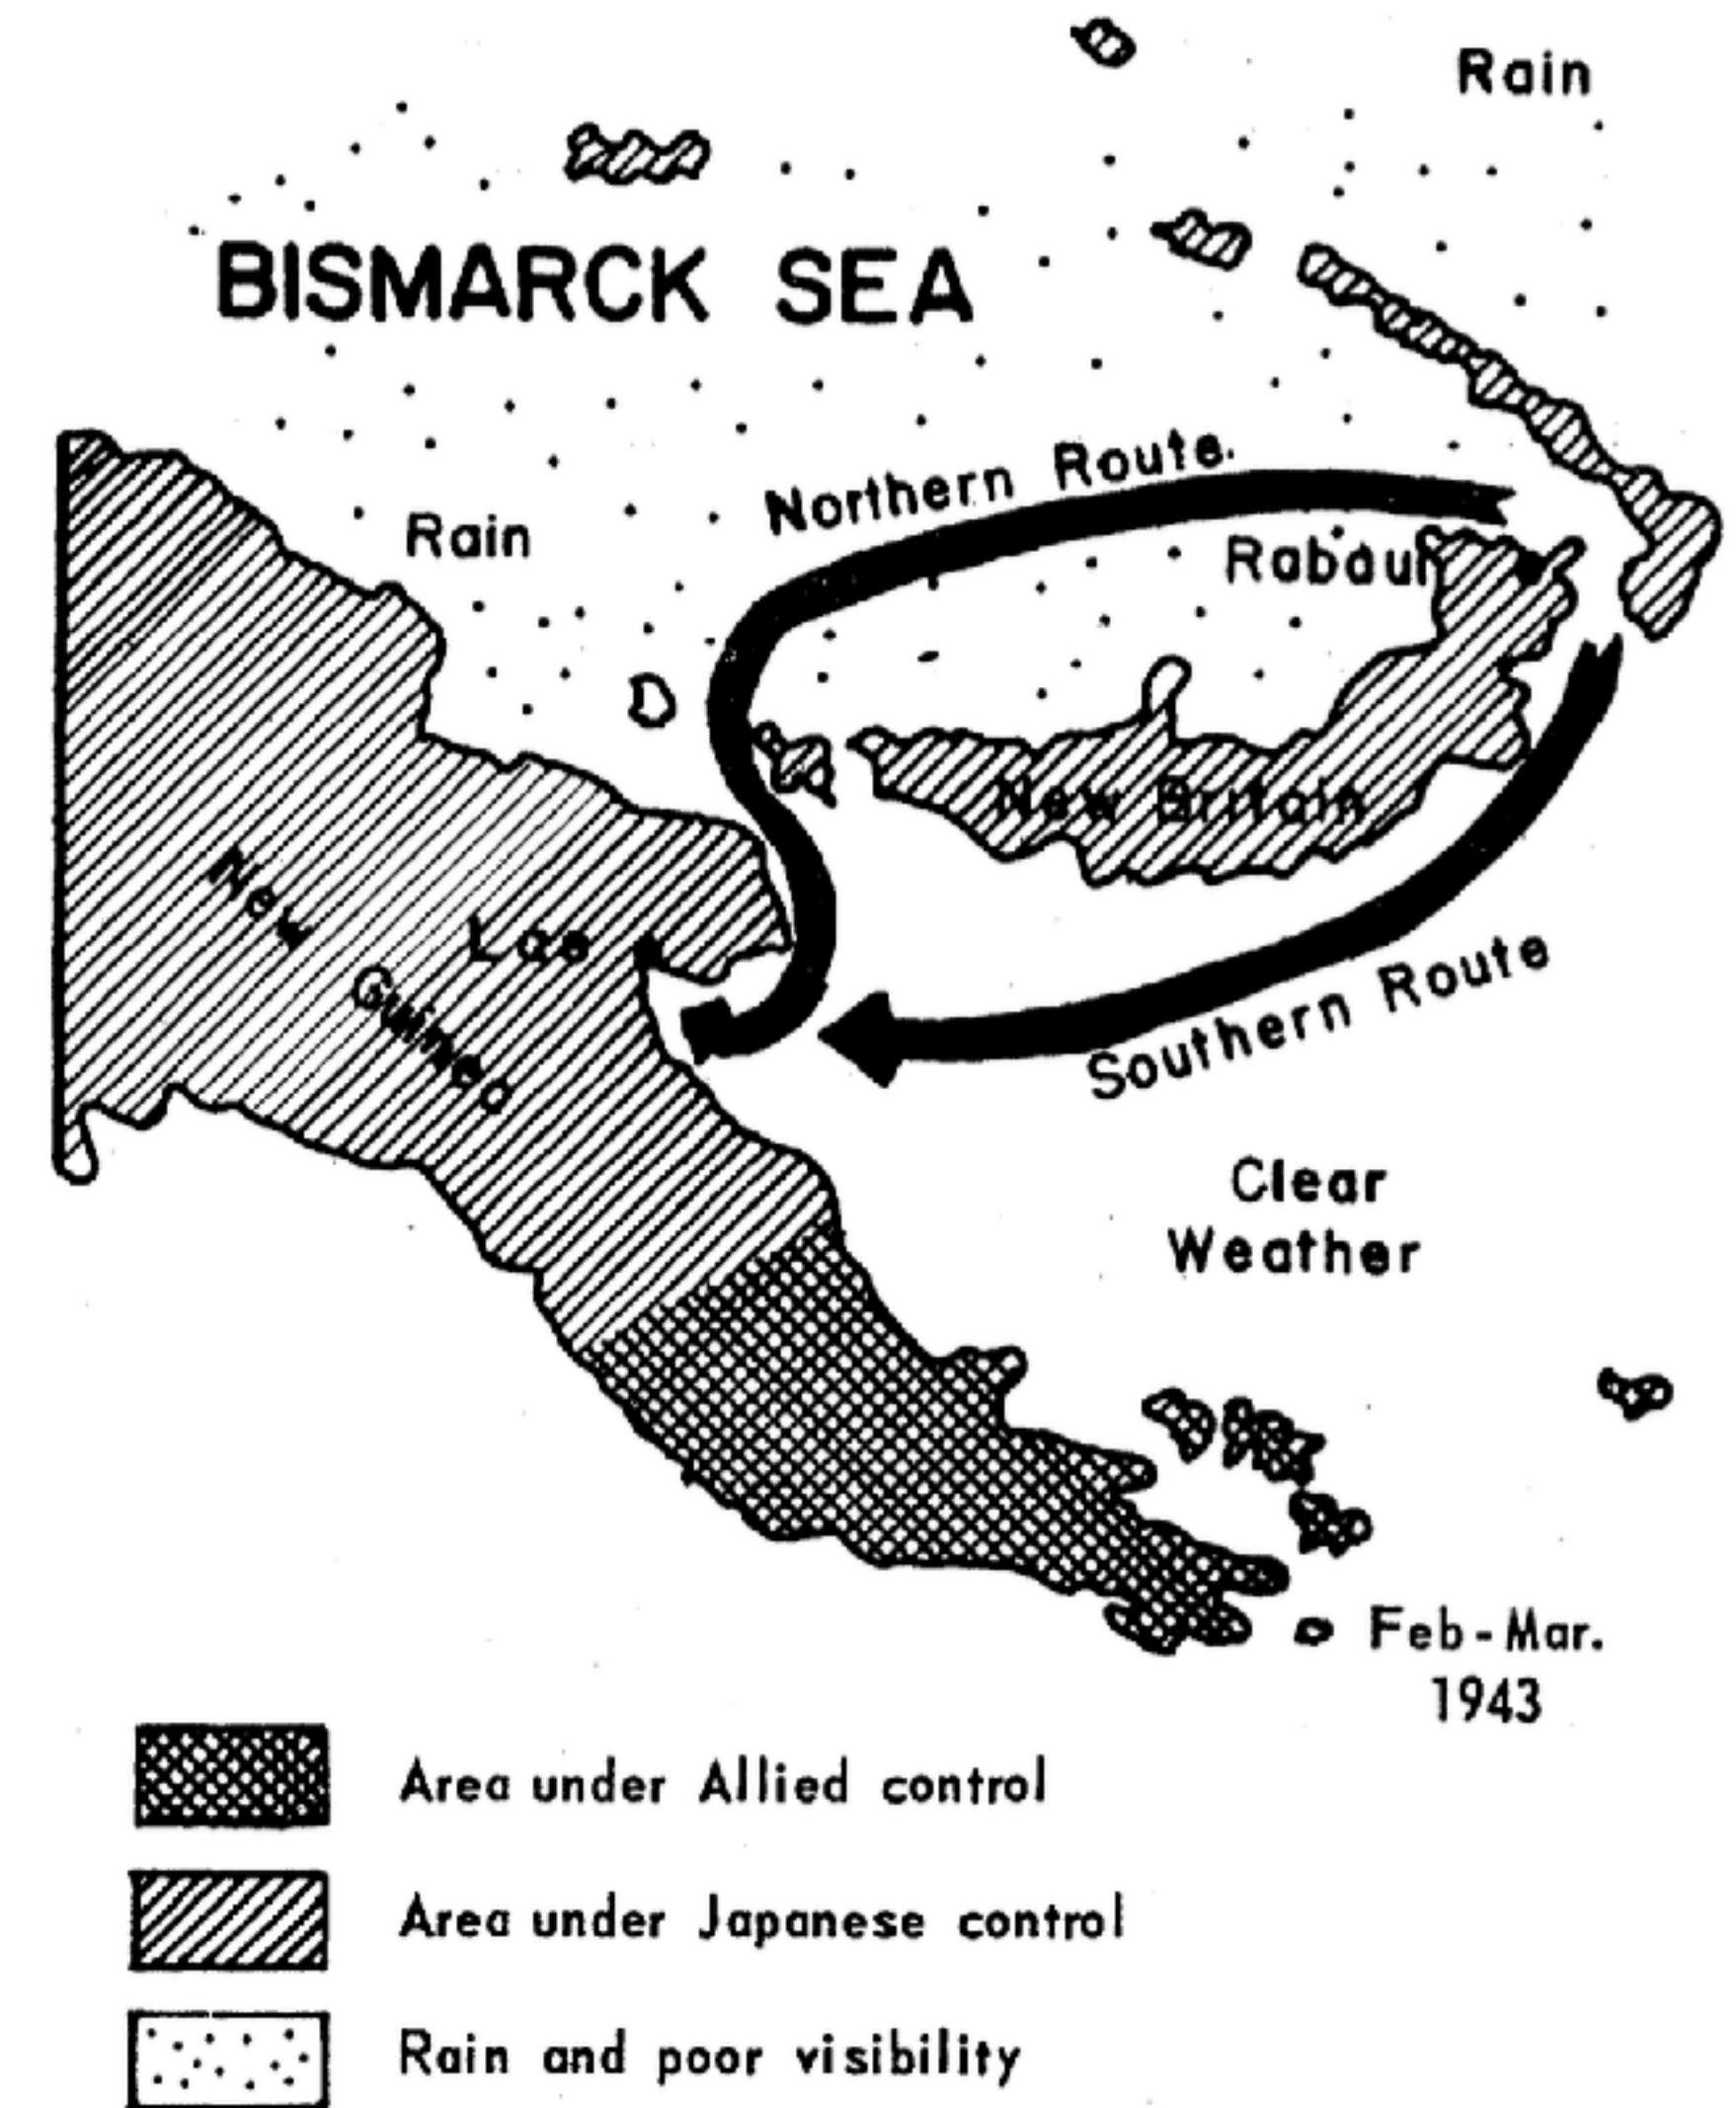 Rain
BISMARCK SEA
Northern Route.
Rain
Rabaul
New Britain
New Guinea
Lae
Southern Route
Clear
Weather
Feb-Mar.
1943
Area under Allied control
Area under Japanese control
Rain and poor visibility